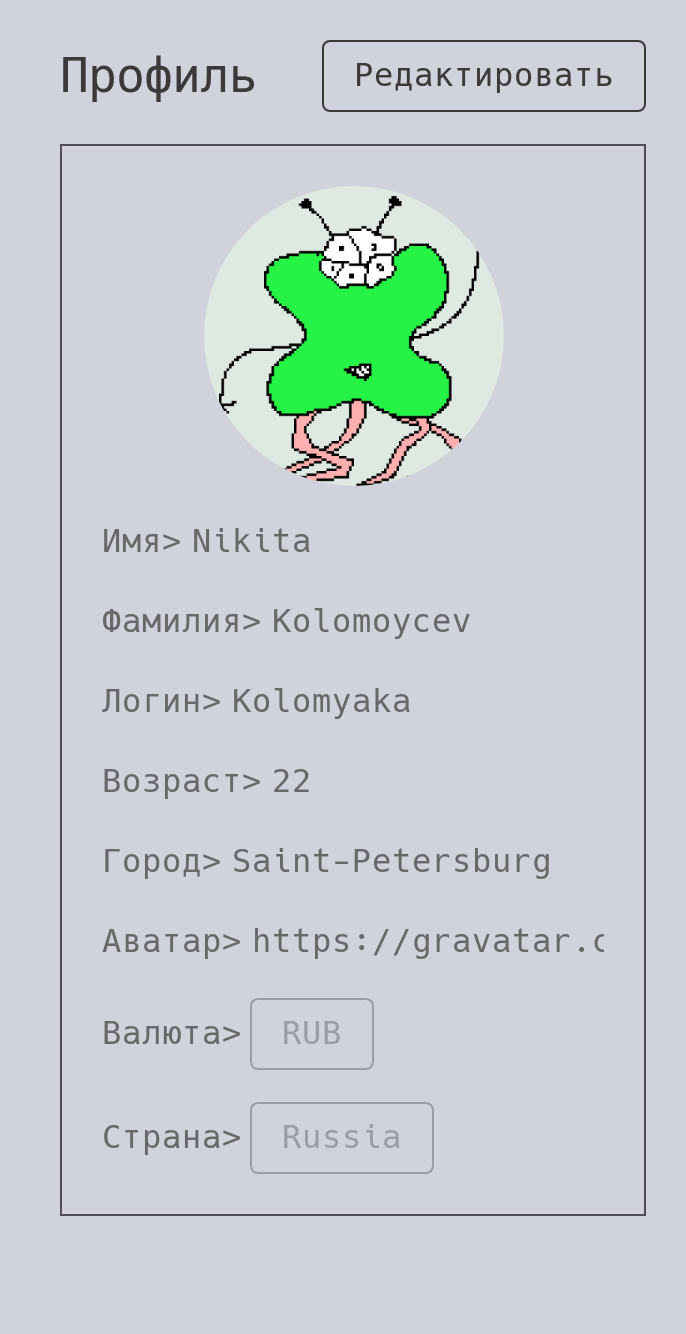 Профиль
Редактировать
Имя> Nikita
Фамилия> Kolomoycev
Логин> Kolomyaka
Возраст> 22
Город> Saint-Petersburg
Аватар> https://gravatar.c
Валюта> RUB
Страна> Russia